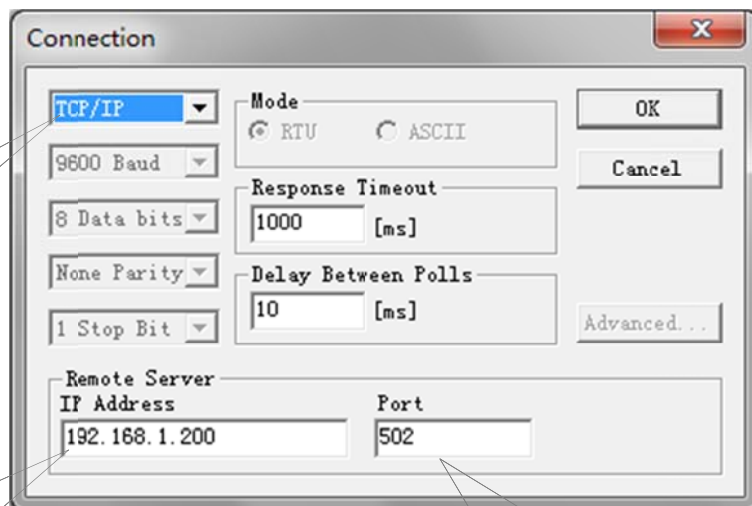 Connection
TCP/IP
9600 Baud
8 Data bits
None Parity
1 Stop Bit
Mode
RTU
ASCII
Response Timeout
1000 [ms]
Delay Between Polls
10 [ms]
OK
Cancel
Advanced...
Remote Server
IP Address
192.168.1.200
Port
502